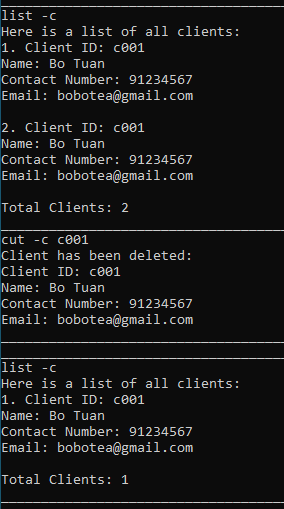 list -c
Here is a list of all clients:
1. Client ID: c001
Name: Bo Tuan
Contact Number: 91234567
Email: bobotea@gmail.com
2. Client ID: c001
Name: Bo Tuan
Contact Number: 91234567
Email: bobotea@gmail.com
Total Clients: 2
cut -c c001
Client has been deleted:
Client ID: c001
Name: Bo Tuan
Contact Number: 91234567
Email: bobotea@gmail.com
list -c
Here is a list of all clients:
1. Client ID: c001
Name: Bo Tuan
Contact Number: 91234567
Email: bobotea@gmail.com
Total Clients: 1